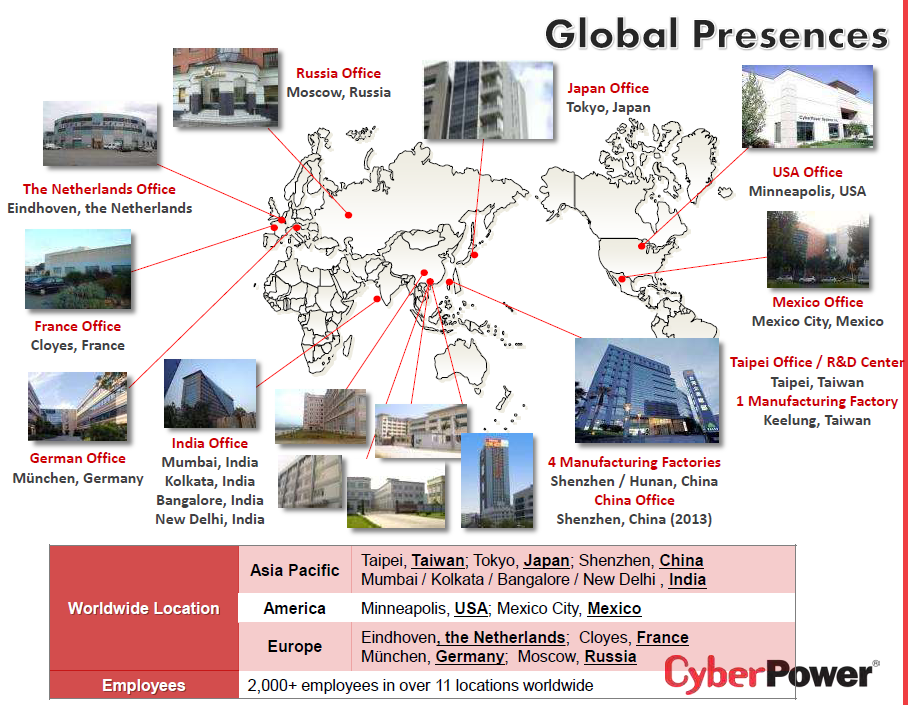 Global Presences
Russia Office
Moscow, Russia
Japan Office
Tokyo, Japan
USA Office
Minneapolis, USA
The Netherlands Office
Eindhoven, the Netherlands
Mexico Office
Mexico City, Mexico
France Office
Cloyes, France
Taipei Office / R&D Center
Taipei, Taiwan
1 Manufacturing Factory
Keelung, Taiwan
German Office
München, Germany
India Office
Mumbai, India
Kolkata, India
Bangalore, India
New Delhi, India
4 Manufacturing Factories
Shenzhen / Hunan, China
China Office
Shenzhen, China (2013)
Worldwide Location
Asia Pacific
Taipei, Taiwan; Tokyo, Japan; Shenzhen, China
Mumbai / Kolkata / Bangalore / New Delhi , India
America
Minneapolis, USA; Mexico City, Mexico
Europe
Eindhoven, the Netherlands;  Cloyes, France
München, Germany;  Moscow, Russia
Employees
2,000+ employees in over 11 locations worldwide
CyberPower®